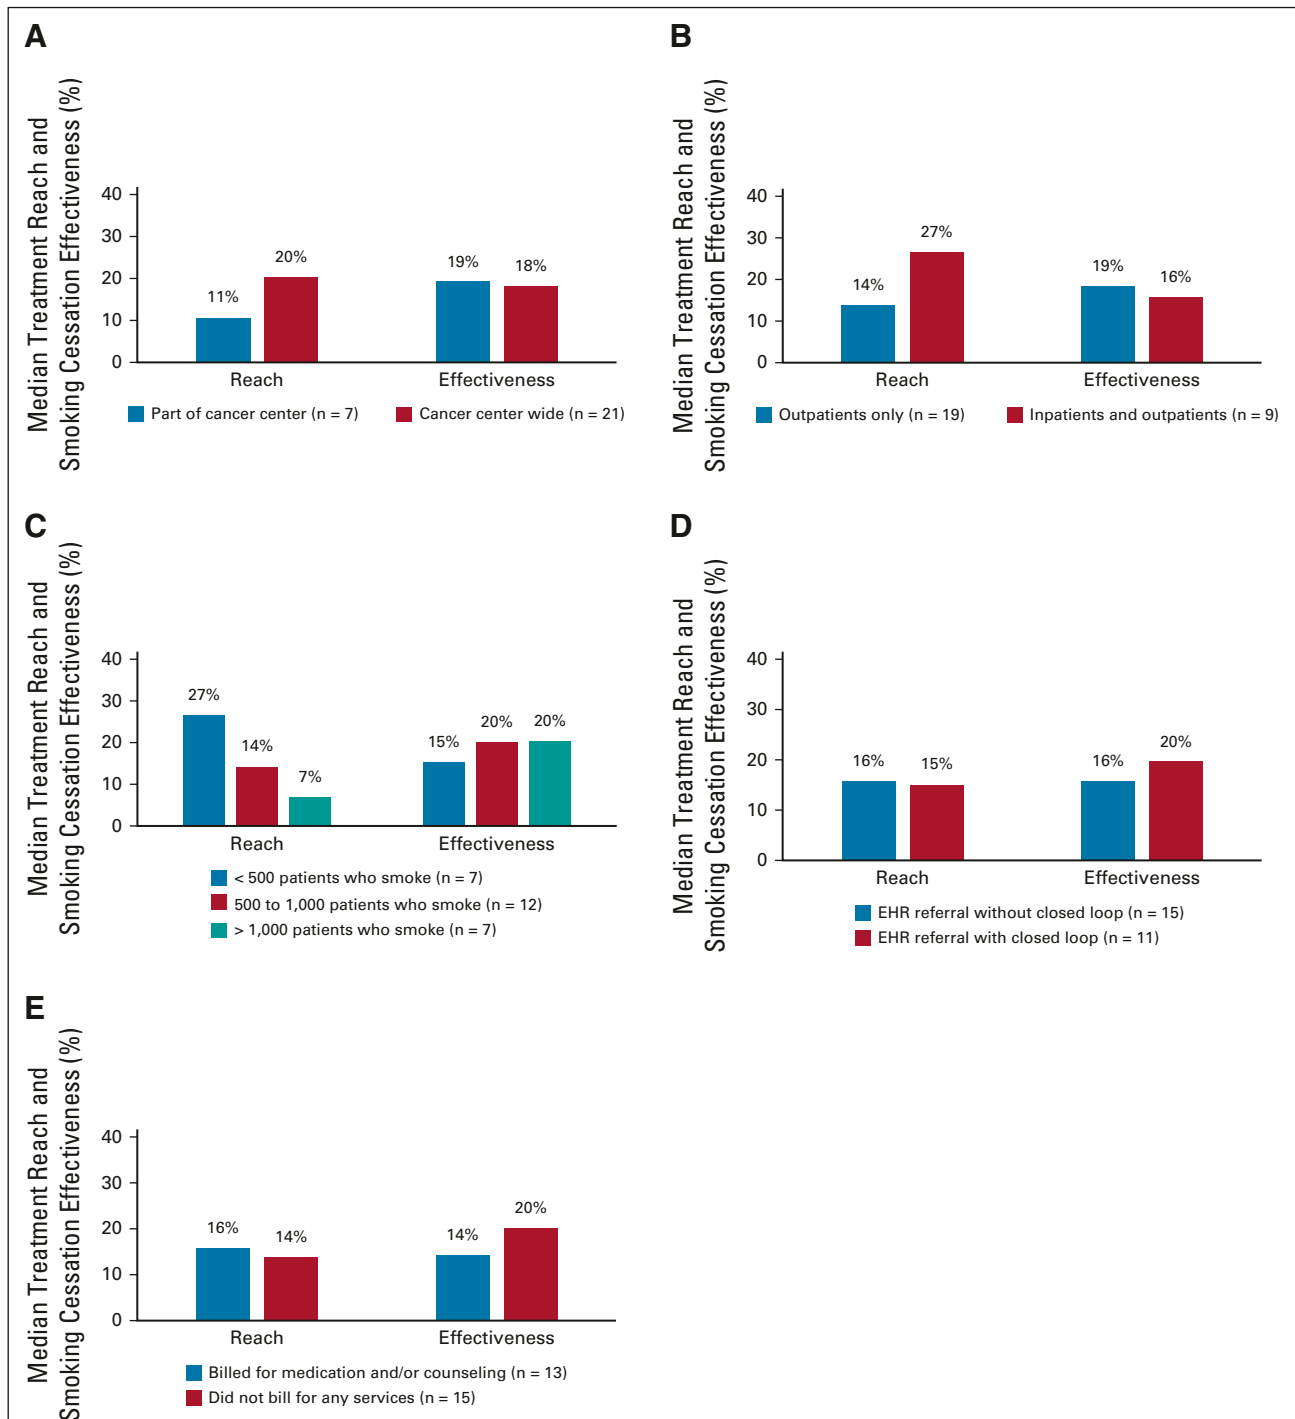 A
Median Treatment Reach and
Smoking Cessation Effectiveness (%)
40
30
20
10
0
11%
20%
19%
18%
Reach
Effectiveness
Part of cancer center (n = 7)
Cancer center wide (n = 21)
B
Median Treatment Reach and
Smoking Cessation Effectiveness (%)
40
30
20
10
0
14%
27%
19%
16%
Reach
Effectiveness
Outpatients only (n = 19)
Inpatients and outpatients (n = 9)
C
Median Treatment Reach and
Smoking Cessation Effectiveness (%)
40
30
20
10
0
27%
14%
7%
15%
20%
20%
Reach
Effectiveness
< 500 patients who smoke (n = 7)
500 to 1,000 patients who smoke (n = 12)
> 1,000 patients who smoke (n = 7)
D
Median Treatment Reach and
Smoking Cessation Effectiveness (%)
40
30
20
10
0
16%
15%
16%
20%
Reach
Effectiveness
EHR referral without closed loop (n = 15)
EHR referral with closed loop (n = 11)
E
Median Treatment Reach and
Smoking Cessation Effectiveness (%)
40
30
20
10
0
16%
14%
14%
20%
Reach
Effectiveness
Billed for medication and/or counseling (n = 13)
Did not bill for any services (n = 15)